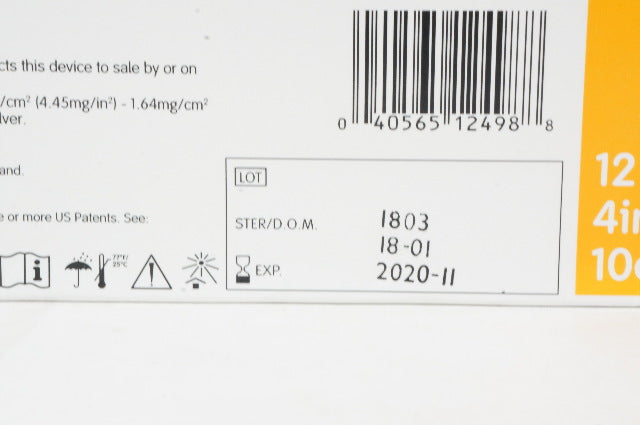 cts this device to sale by or on
/cm² (4.45mg/in²) - 1.64mg/cm²
lver.
0 40565 12498 8
and.
LOT
e or more US Patents. See:
STER/D.O.M. 1803
18-01
EXP. 2020-11
77°F/
25°C
12
4in
10